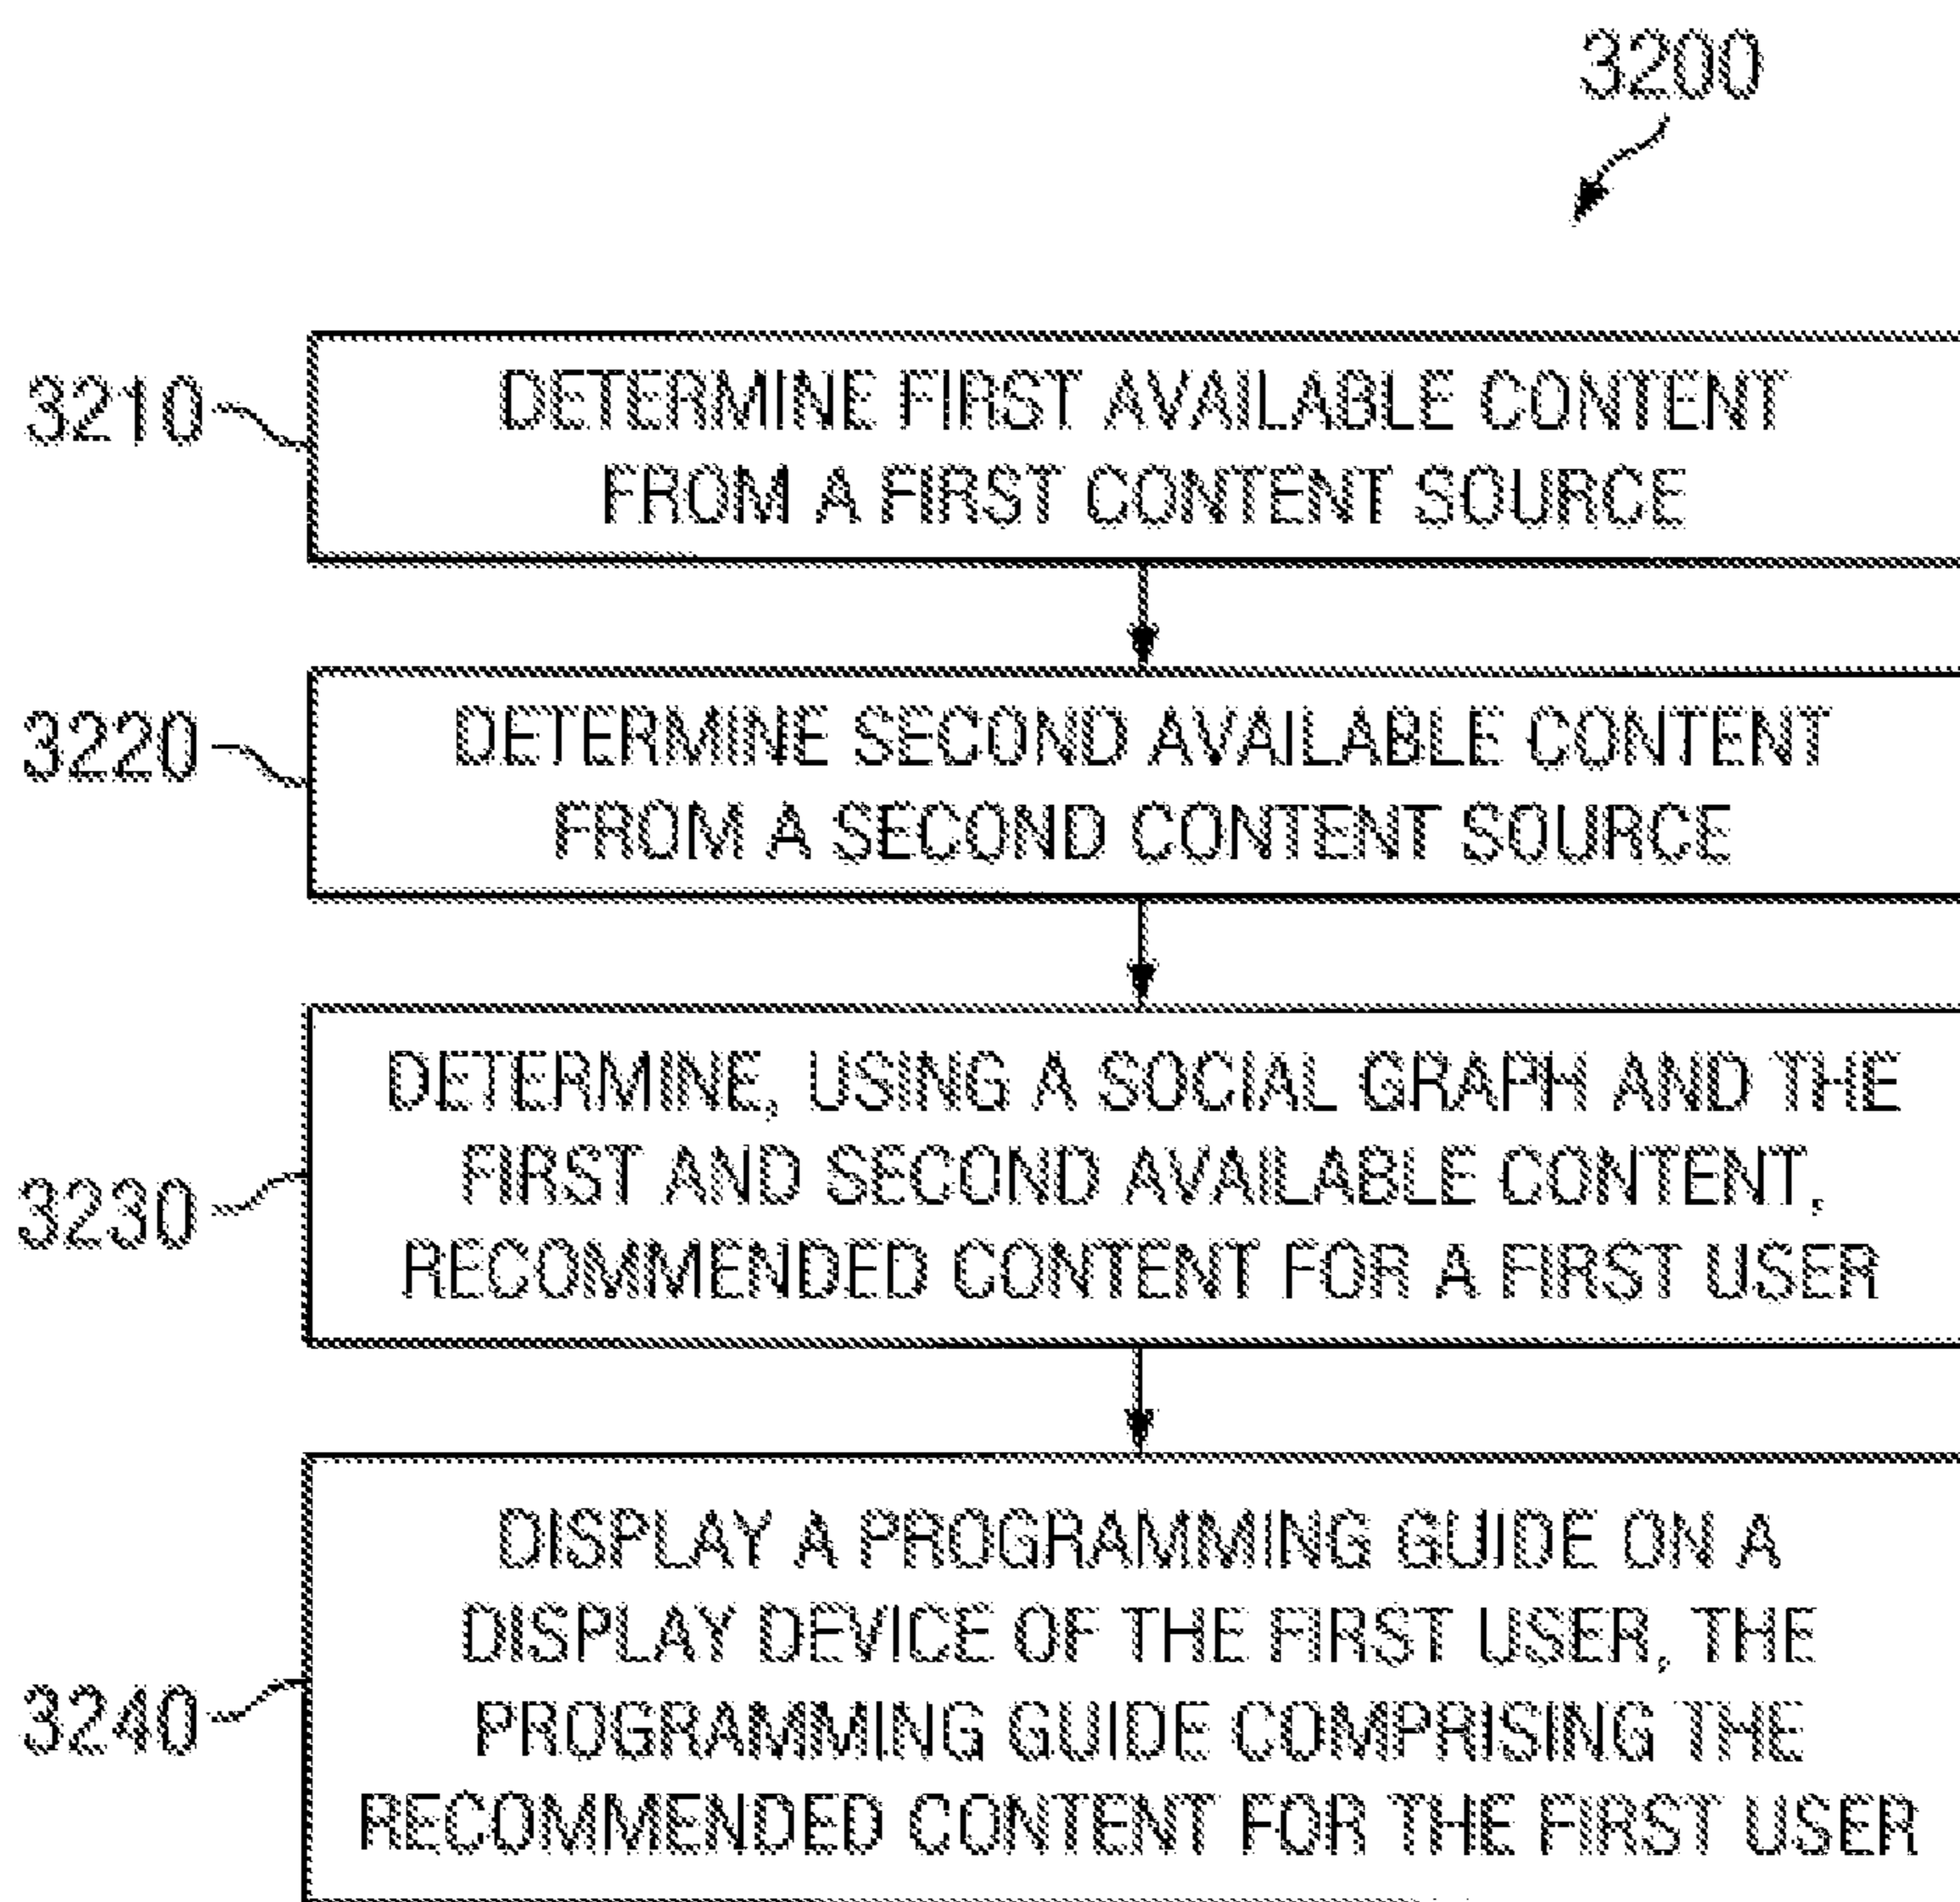 3200
3210
DETERMINE FIRST AVAILABLE CONTENT
FROM A FIRST CONTENT SOURCE
3220
DETERMINE SECOND AVAILABLE CONTENT
FROM A SECOND CONTENT SOURCE
3230
DETERMINE, USING A SOCIAL GRAPH AND THE
FIRST AND SECOND AVAILABLE CONTENT,
RECOMMENDED CONTENT FOR A FIRST USER
3240
DISPLAY A PROGRAMMING GUIDE ON A
DISPLAY DEVICE OF THE FIRST USER, THE
PROGRAMMING GUIDE COMPRISING THE
RECOMMENDED CONTENT FOR THE FIRST USER